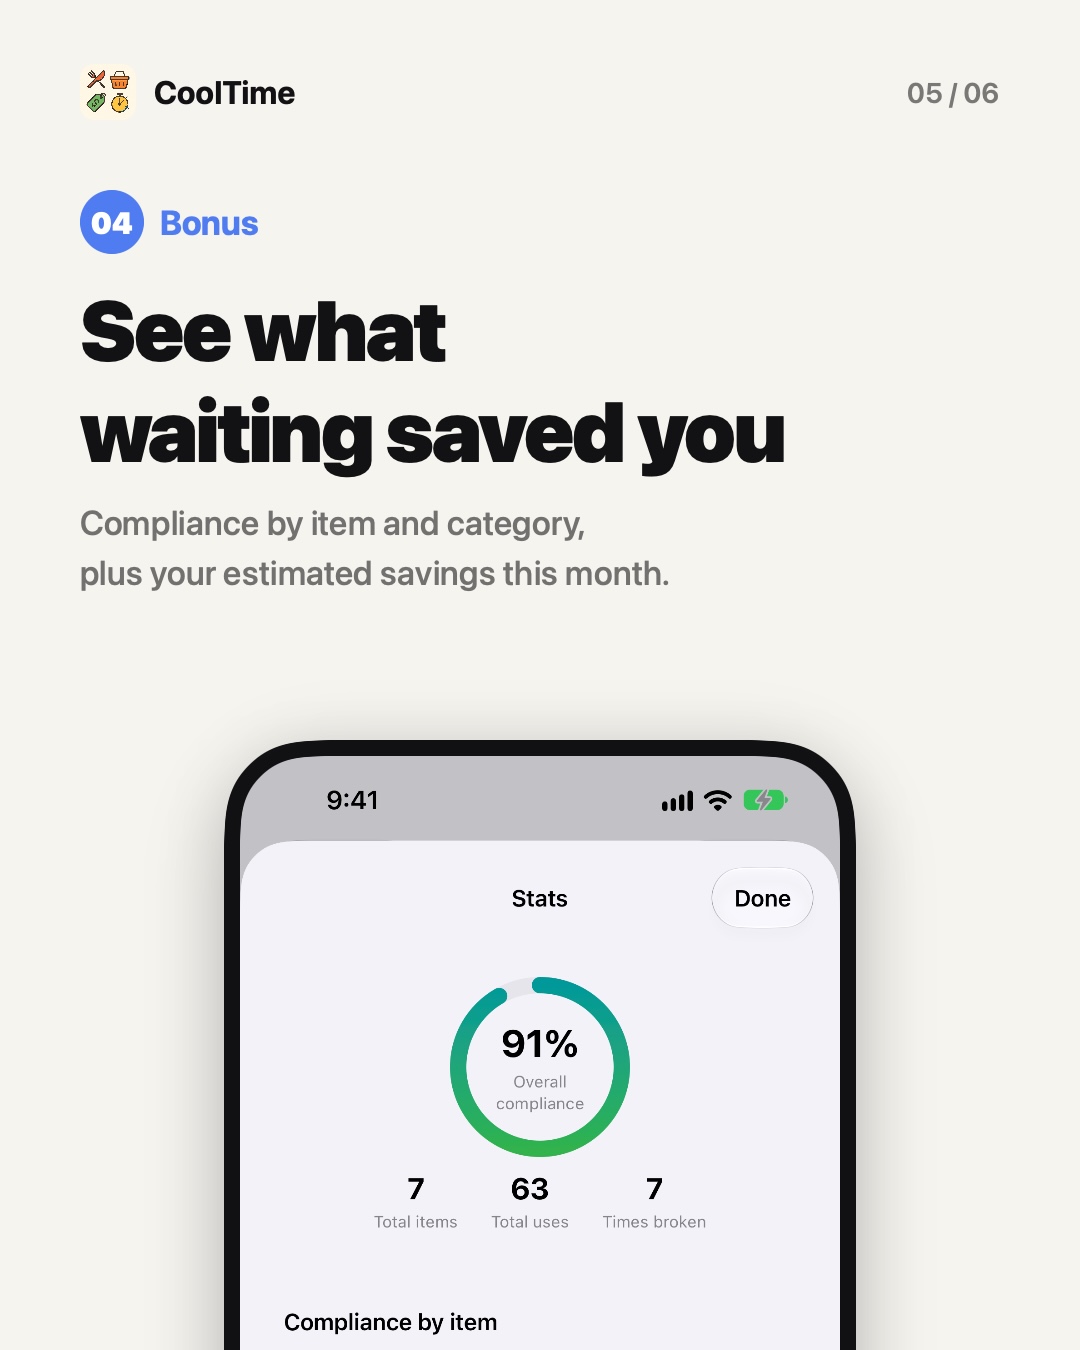 CoolTime
05 / 06
04 Bonus
See what
waiting saved you
Compliance by item and category,
plus your estimated savings this month.
9:41
Stats
Done
91%
Overall
compliance
7 63 7
Total items Total uses Times broken
Compliance by item